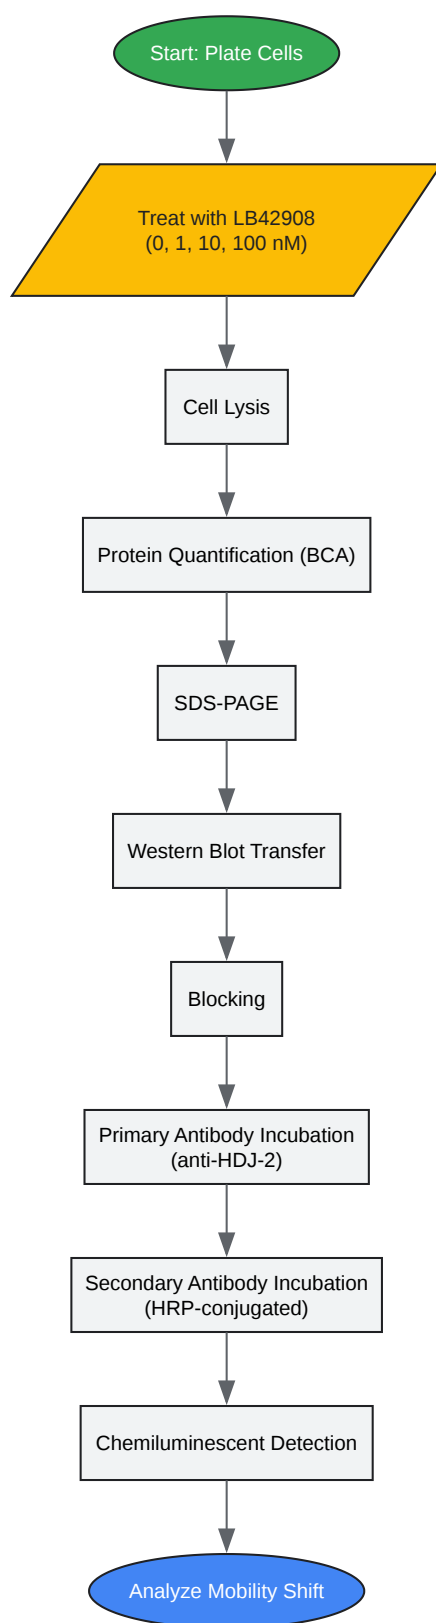 Start: Plate Cells
Treat with LB42908
(0, 1, 10, 100 nM)
Cell Lysis
Protein Quantification (BCA)
SDS-PAGE
Western Blot Transfer
Blocking
Primary Antibody Incubation
(anti-HDJ-2)
Secondary Antibody Incubation
(HRP-conjugated)
Chemiluminescent Detection
Analyze Mobility Shift